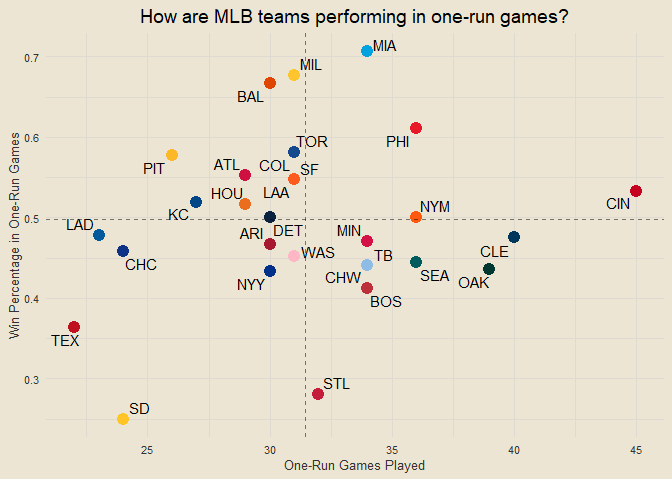 How are MLB teams performing in one-run games?
Win Percentage in One-Run Games
0.7
0.6
0.5
0.4
0.3
MIA
MIL
BAL
PHI
TOR
PIT
ATL
COL
SF
HOU
LAA
KC
NYM
CIN
LAD
ARI
DET
MIN
CLE
CHC
WAS
TB
NYY
CHW
SEA
OAK
BOS
TEX
STL
SD
25
30
35
40
45
One-Run Games Played